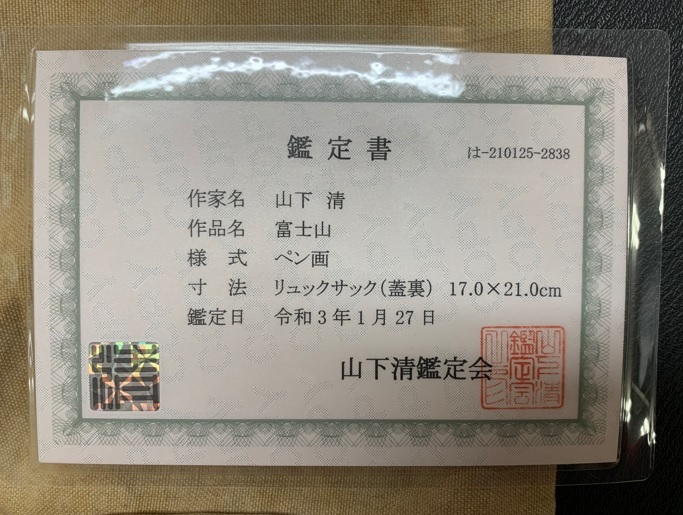 鑑定書
は-210125-2838
作家名 山下 清
作品名 富士山
様 式 ペン画
寸 法 リュックサック(蓋裏) 17.0×21.0cm
鑑定日 令和3年1月27日
山下清鑑定会